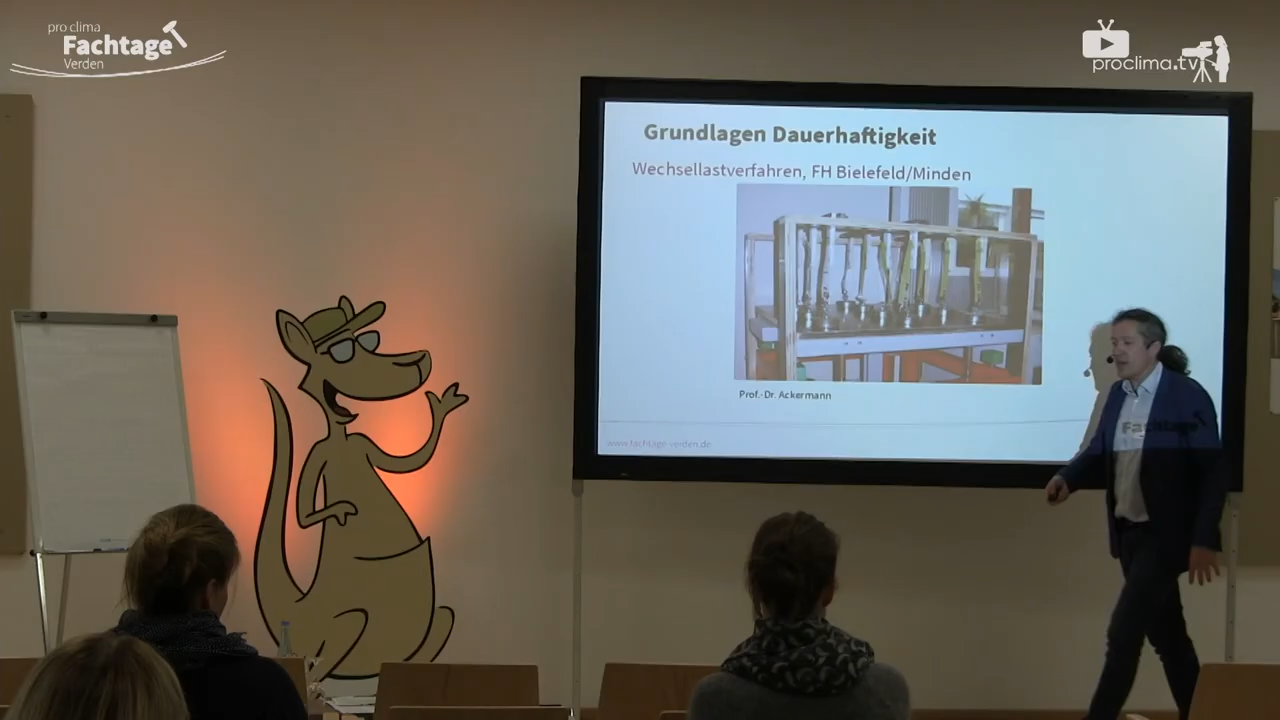 pro clima
Fachtage
Verden
proclima.tv
Grundlagen Dauerhaftigkeit
Wechsellastverfahren, FH Bielefeld/Minden
Prof.-Dr. Ackermann
www.fachtage-verden.de
Fachtage